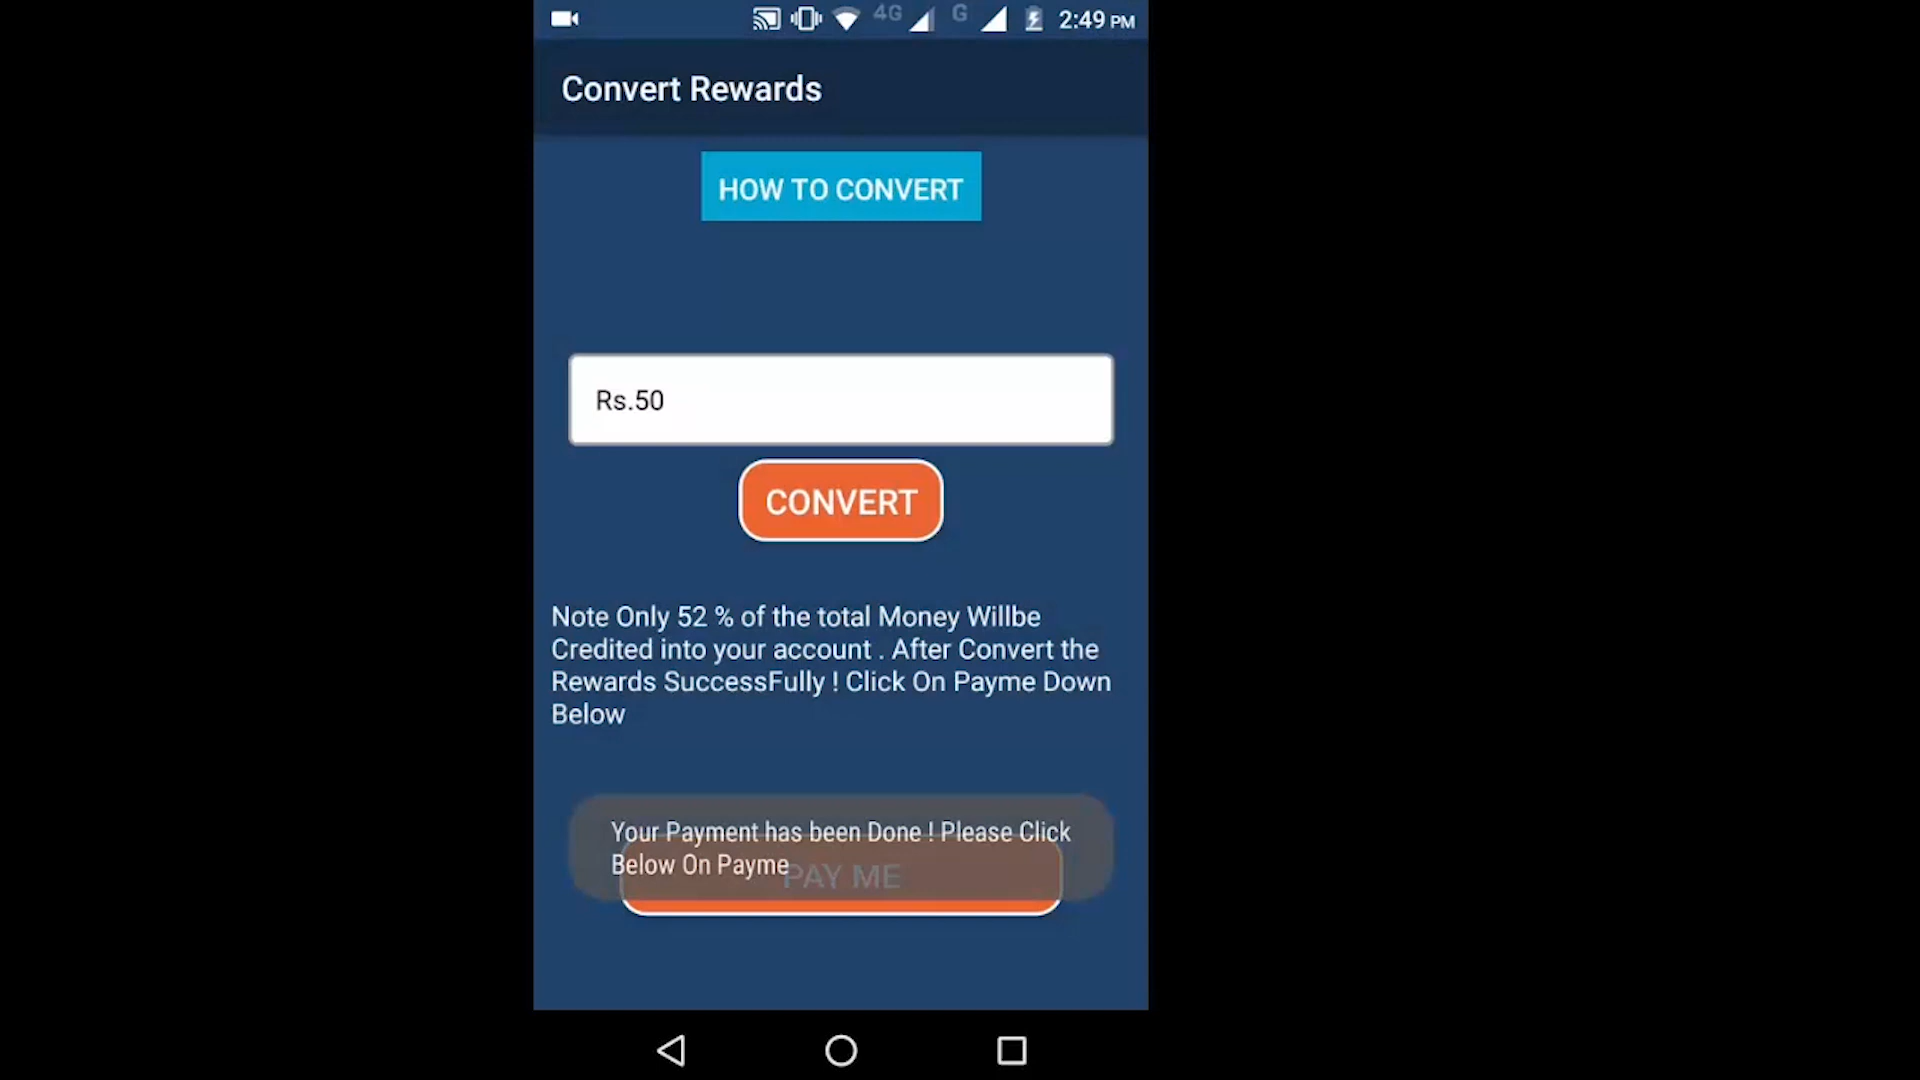 4G G 2:49 PM
Convert Rewards
HOW TO CONVERT
Rs.50
CONVERT
Note Only 52 % of the total Money Willbe
Credited into your account . After Convert the
Rewards SuccessFully ! Click On Payme Down
Below
Your Payment has been Done ! Please Click
Below On Payme
PAY ME